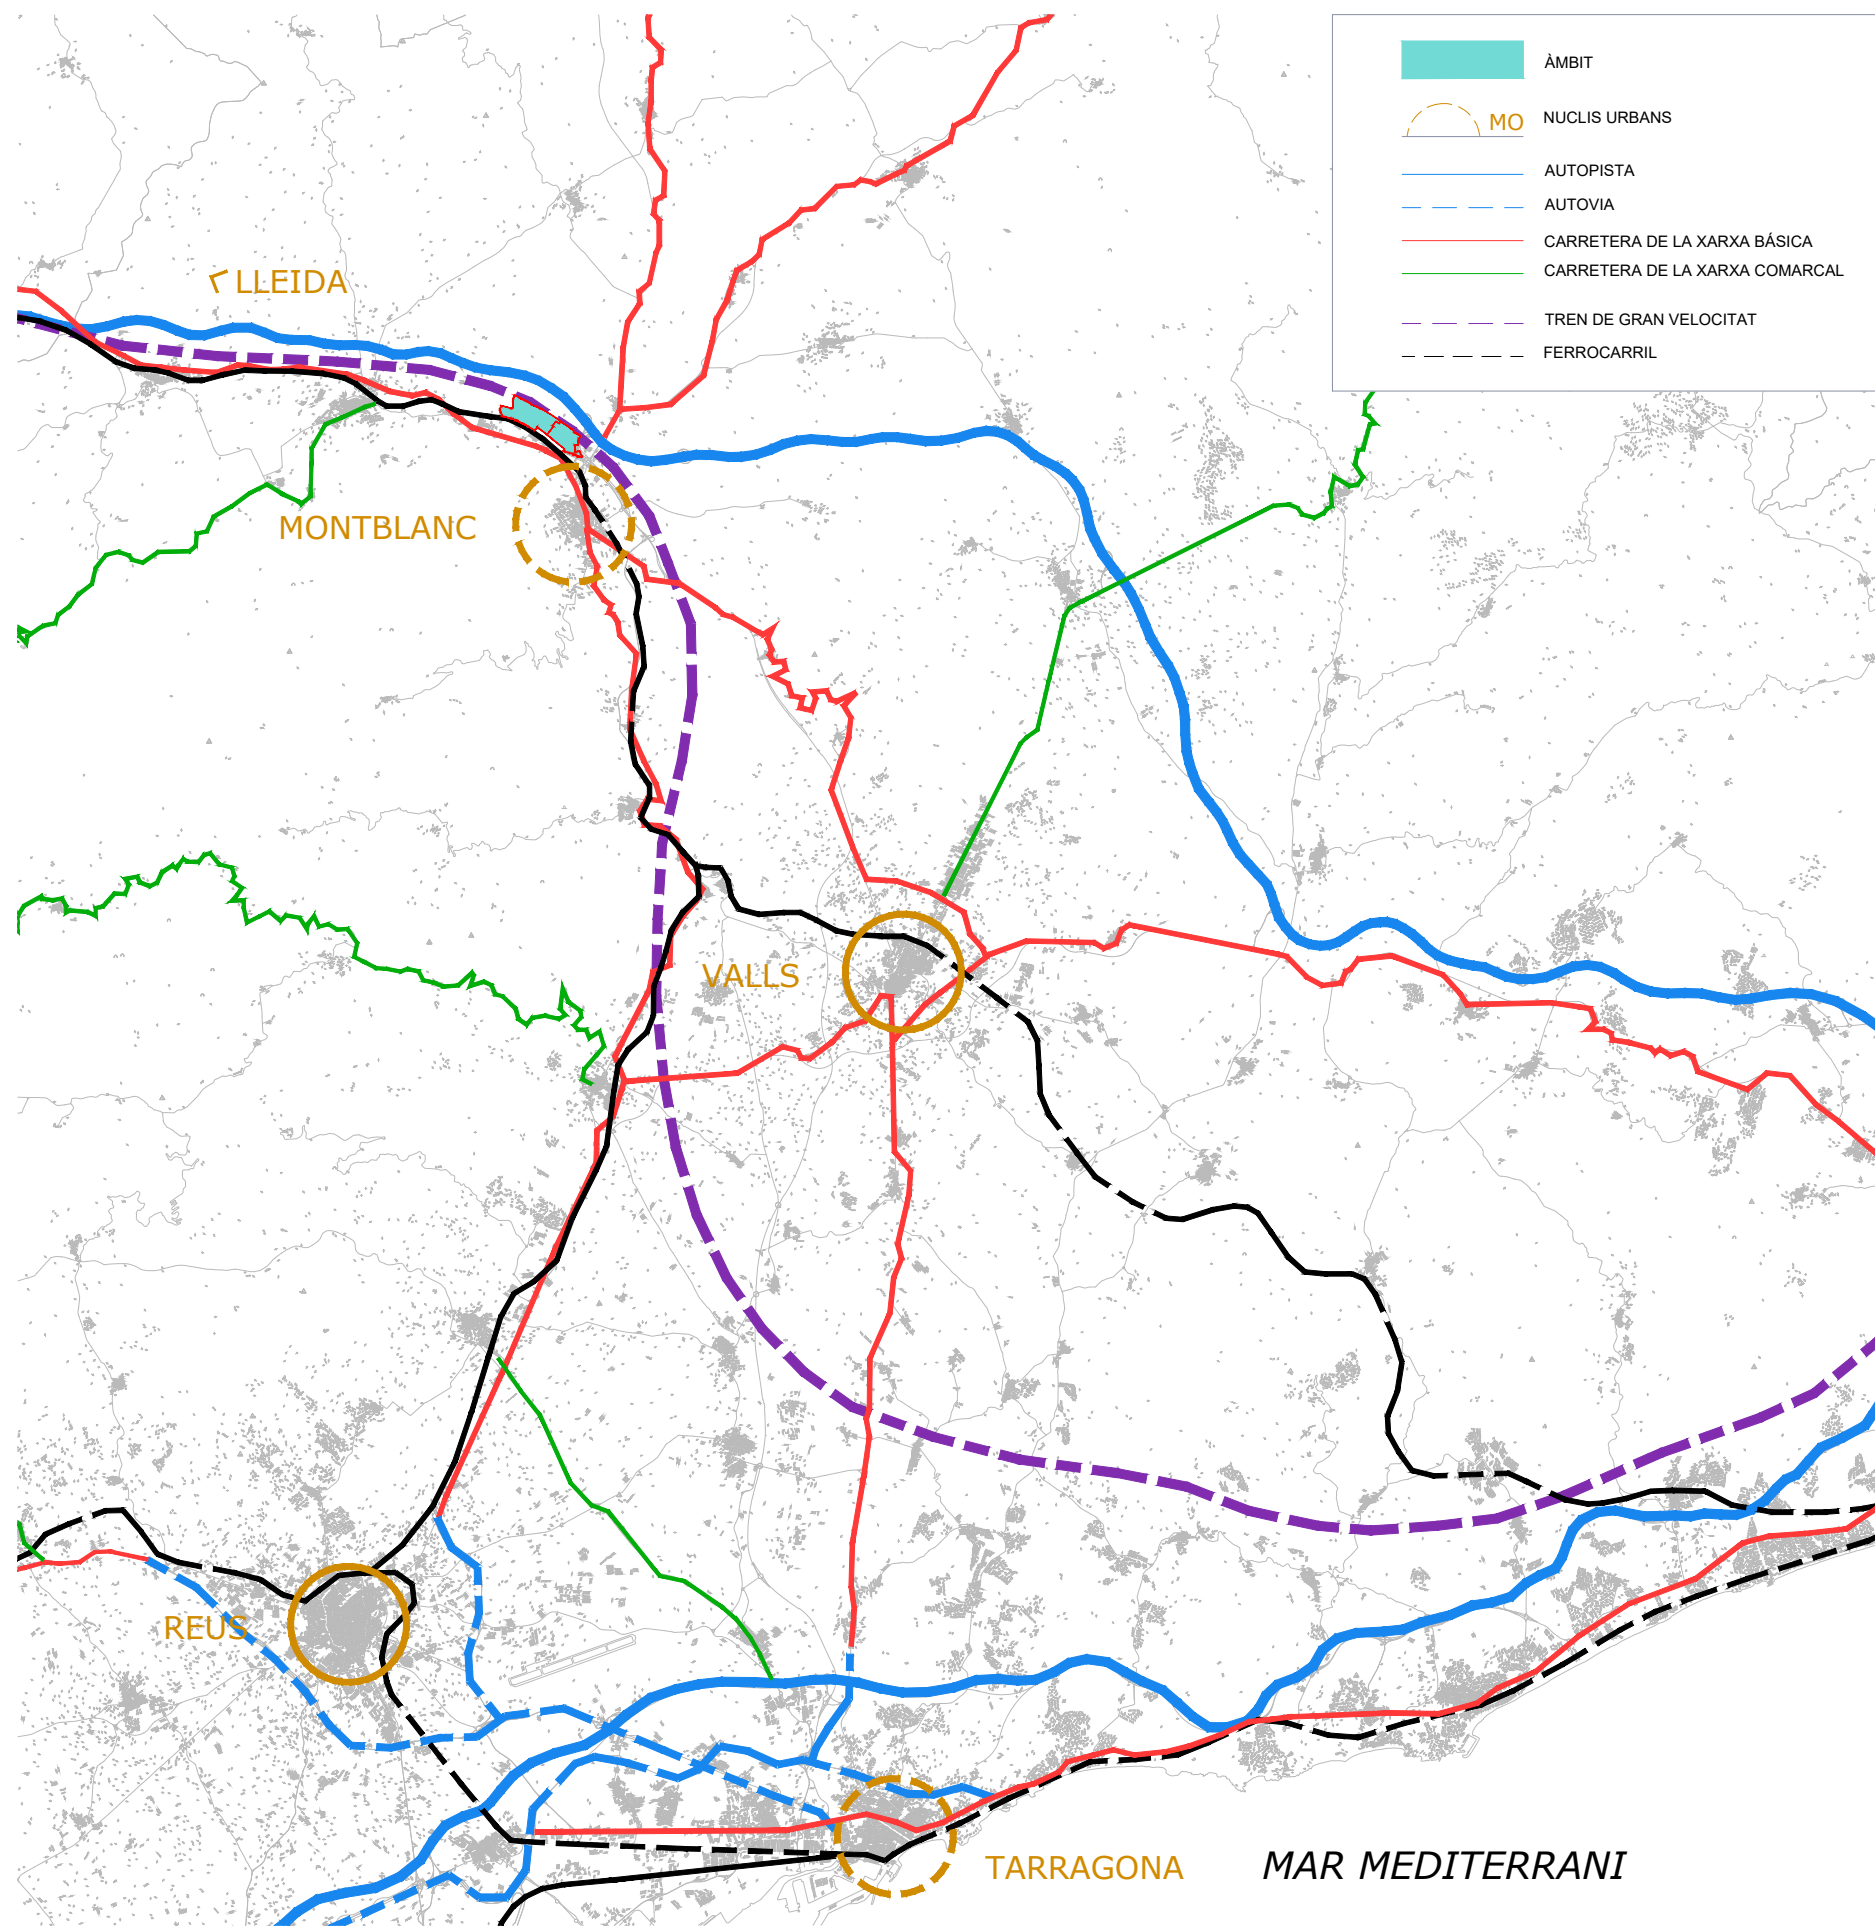 ÀMBIT
MO NUCLIS URBANS
AUTOPISTA
AUTOVIA
CARRETERA DE LA XARXA BÁSICA
CARRETERA DE LA XARXA COMARCAL
TREN DE GRAN VELOCITAT
FERROCARRIL
LLEIDA
MONTBLANC
VALLS
REUS
TARRAGONA
MAR MEDITERRANI